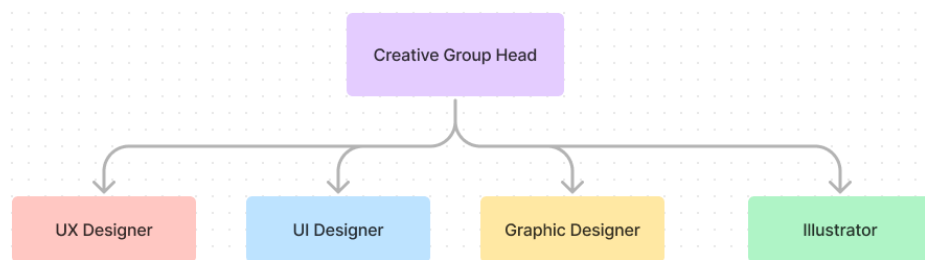 Creative Group Head
UX Designer
UI Designer
Graphic Designer
Illustrator